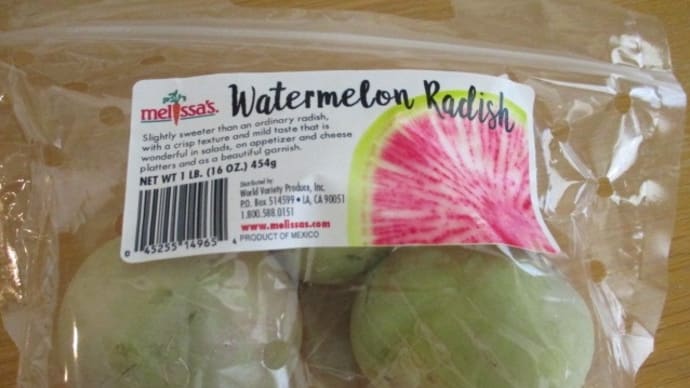 melissa's.
Watermelon Radish
Slightly sweeter than an ordinary radish,
with a crisp texture and mild taste that is
wonderful in salads, on appetizer and cheese
platters and as a beautiful garnish.
NET WT 1 LB. (16 OZ.) 454g
Distributed by
World Variety Produce, Inc.
P.O. Box 514599 • LA, CA 90051
1.800.588.0151
www.melissas.com
PRODUCT OF MEXICO
0 45255 14965 4